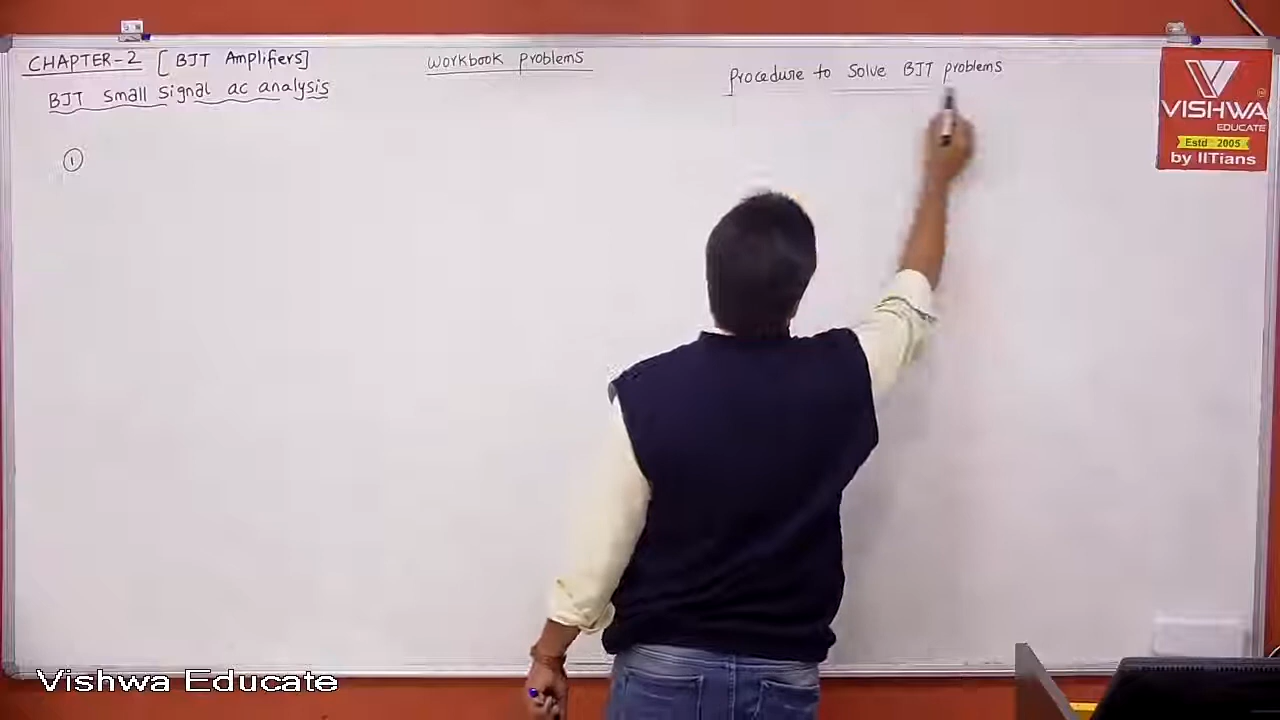 CHAPTER-2 [BJT Amplifiers]
BJT small signal ac analysis
Workbook problems
Procedure to solve BJT problems
1
VISHWA
EDUCATE
Estd 2005
by IITians
Vishwa Educate